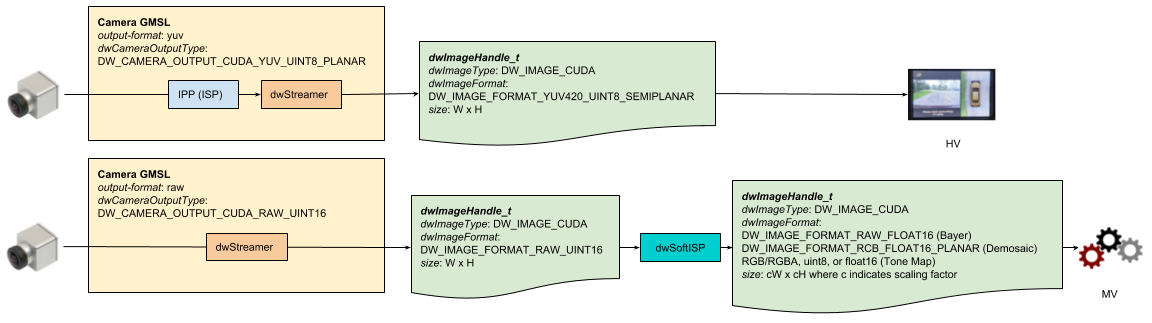 Camera GMSL
output-format: yuv
dwCameraOutputType:
DW_CAMERA_OUTPUT_CUDA_YUV_UINT8_PLANAR
IPP (ISP)
dwStreamer
dwImageHandle_t
dwImageType: DW_IMAGE_CUDA
dwImageFormat:
DW_IMAGE_FORMAT_YUV420_UINT8_SEMIPLANAR
size: W x H
HV
Camera GMSL
output-format: raw
dwCameraOutputType:
DW_CAMERA_OUTPUT_CUDA_RAW_UINT16
dwStreamer
dwImageHandle_t
dwImageType: DW_IMAGE_CUDA
dwImageFormat:
DW_IMAGE_FORMAT_RAW_UINT16
size: W x H
dwSoftISP
dwImageHandle_t
dwImageType: DW_IMAGE_CUDA
dwImageFormat:
DW_IMAGE_FORMAT_RAW_FLOAT16 (Bayer)
DW_IMAGE_FORMAT_RCB_FLOAT16_PLANAR (Demosaic)
RGB/RGBA, uint8, or float16 (Tone Map)
size: cW x cH where c indicates scaling factor
MV